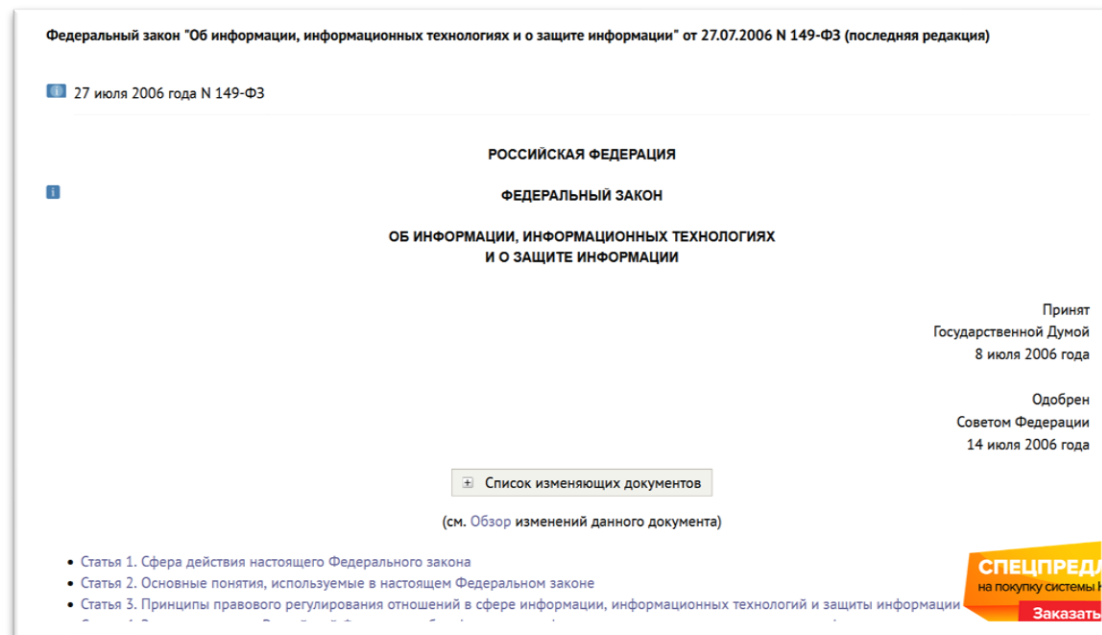 Федеральный закон "Об информации, информационных технологиях и о защите информации" от 27.07.2006 N 149-ФЗ (последняя редакция)
27 июля 2006 года N 149-ФЗ
РОССИЙСКАЯ ФЕДЕРАЦИЯ
ФЕДЕРАЛЬНЫЙ ЗАКОН
ОБ ИНФОРМАЦИИ, ИНФОРМАЦИОННЫХ ТЕХНОЛОГИЯХ
И О ЗАЩИТЕ ИНФОРМАЦИИ
Принят
Государственной Думой
8 июля 2006 года
Одобрен
Советом Федерации
14 июля 2006 года
Список изменяющих документов
(см. Обзор изменений данного документа)
Статья 1. Сфера действия настоящего Федерального закона
Статья 2. Основные понятия, используемые в настоящем Федеральном законе
Статья 3. Принципы правового регулирования отношений в сфере информации, информационных технологий и защиты информации
СПЕЦПРЕД
на покупку системы
Заказать